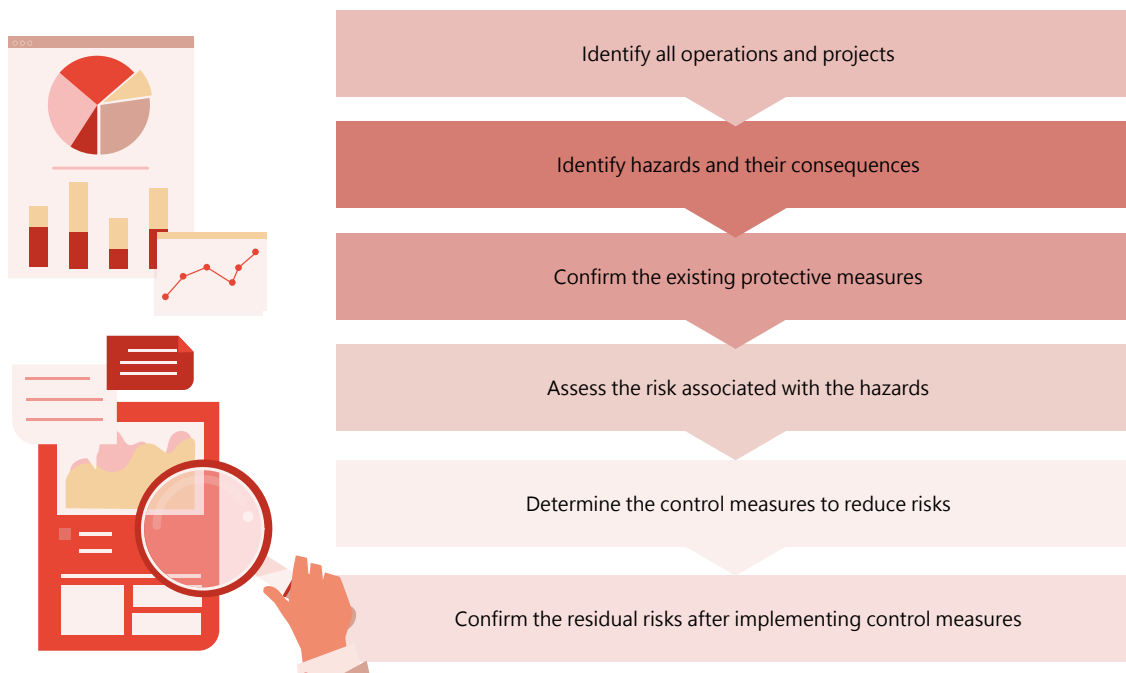 Identify all operations and projects
Identify hazards and their consequences
Confirm the existing protective measures
Assess the risk associated with the hazards
Determine the control measures to reduce risks
Confirm the residual risks after implementing control measures